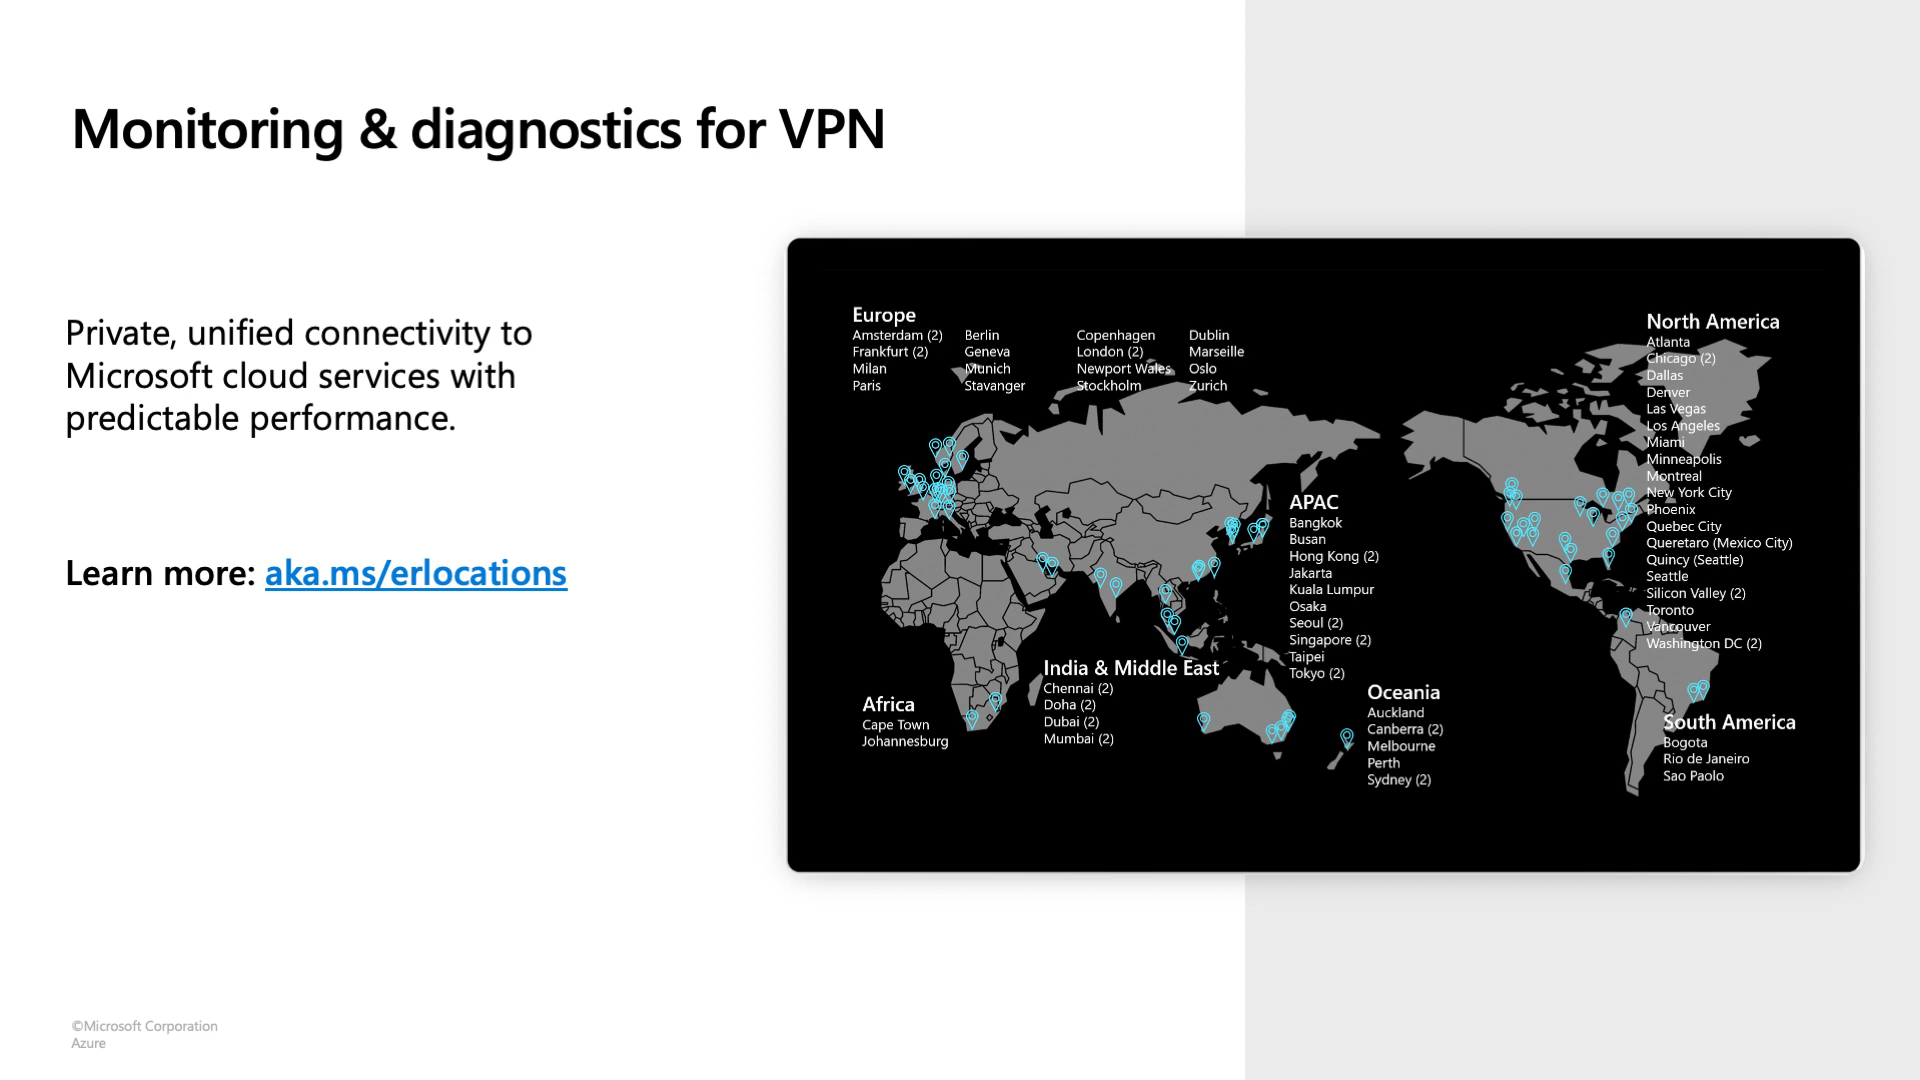 Monitoring & diagnostics for VPN
Private, unified connectivity to
Microsoft cloud services with
predictable performance.
Learn more: aka.ms/erlocations
Europe
Amsterdam (2) Berlin Copenhagen Dublin
Frankfurt (2) Geneva London (2) Marseille
Milan Munich Newport Wales Oslo
Paris Stavanger Stockholm Zurich
North America
Atlanta
Chicago (2)
Dallas
Denver
Las Vegas
Los Angeles
Miami
Minneapolis
Montreal
New York City
Phoenix
Quebec City
Queretaro (Mexico City)
Quincy (Seattle)
Seattle
Silicon Valley (2)
Toronto
Vancouver
Washington DC (2)
APAC
Bangkok
Busan
Hong Kong (2)
Jakarta
Kuala Lumpur
Osaka
Seoul (2)
Singapore (2)
Taipei
Tokyo (2)
India & Middle East
Chennai (2)
Doha (2)
Dubai (2)
Mumbai (2)
Africa
Cape Town
Johannesburg
Oceania
Auckland
Canberra (2)
Melbourne
Perth
Sydney (2)
South America
Bogota
Rio de Janeiro
Sao Paolo
©Microsoft Corporation
Azure